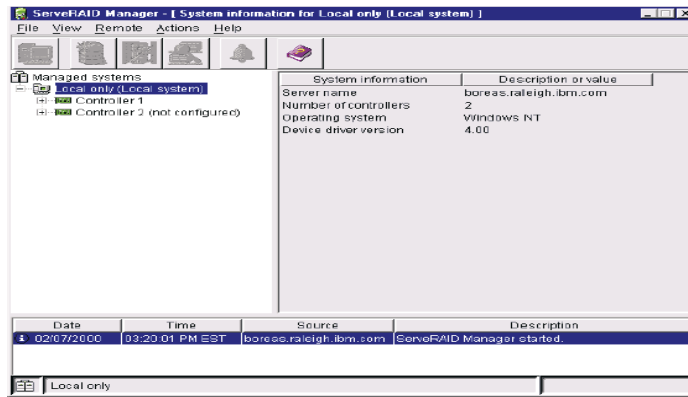 ServeRAID Manager - [ System information for Local only (Local system) ]
File View Remote Actions Help
Managed systems
Local only (Local system)
Controller 1
Controller 2 (not configured)
System information Description or value
Server name boreas.raleigh.ibm.com
Number of controllers 2
Operating system Windows NT
Device driver version 4.00
Date Time Source Description
02/07/2000 03:20:01 PM EST boreas.raleigh.ibm.com ServeRAID Manager started.
Local only